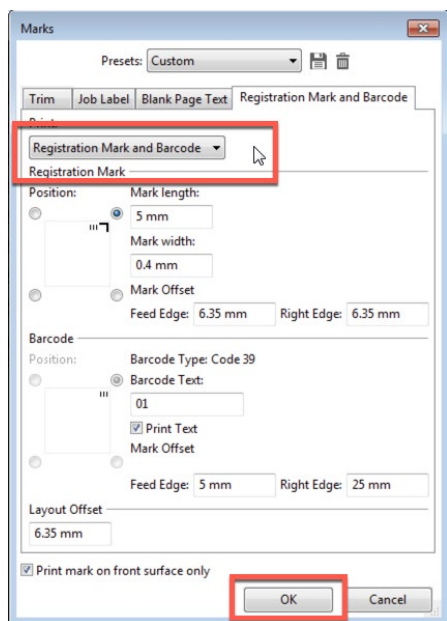 Marks
Presets: Custom
Trim Job Label Blank Page Text Registration Mark and Barcode
Print:
Registration Mark and Barcode
Registration Mark
Position: Mark length:
5 mm
Mark width:
0.4 mm
Mark Offset
Feed Edge: 6.35 mm Right Edge: 6.35 mm
Barcode
Position: Barcode Type: Code 39
Barcode Text:
01
Print Text
Mark Offset
Feed Edge: 5 mm Right Edge: 25 mm
Layout Offset
6.35 mm
Print mark on front surface only
OK Cancel